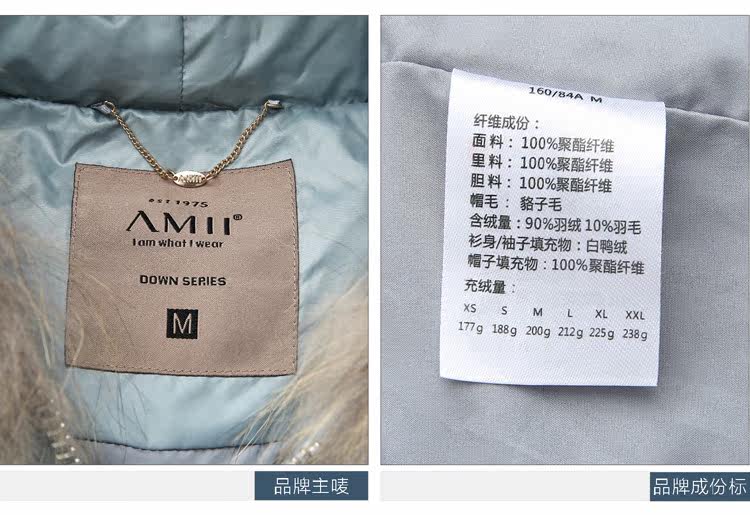 EST 1975
AMII®
I am what I wear
DOWN SERIES
M
AMII
品牌主唛
160/84A M
纤维成份：
面料：100%聚酯纤维
里料：100%聚酯纤维
胆料：100%聚酯纤维
帽毛：貉子毛
含绒量：90%羽绒 10%羽毛
衫身/袖子填充物：白鸭绒
帽子填充物：100%聚酯纤维
充绒量：
XS S M L XL XXL
177g 188g 200g 212g 225g 238g
品牌成份标